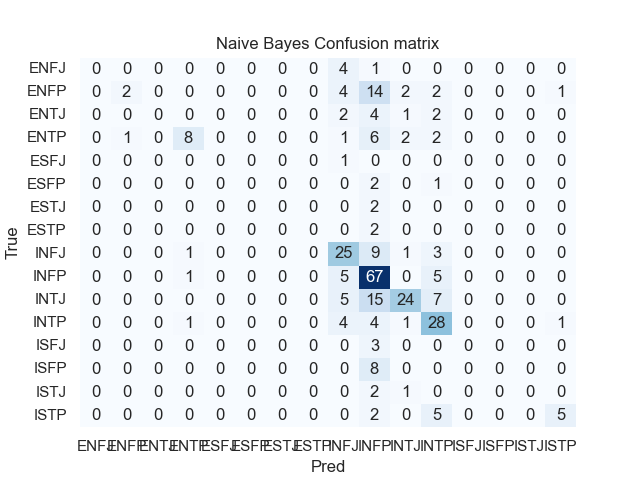 Naive Bayes Confusion matrix
ENFJ 0 0 0 0 0 0 0 0 4 1 0 0 0 0 0 0
ENFP 0 2 0 0 0 0 0 0 4 14 2 2 0 0 0 1
ENTJ 0 0 0 0 0 0 0 0 2 4 1 2 0 0 0 0
ENTP 0 1 0 8 0 0 0 0 1 6 2 2 0 0 0 0
ESFJ 0 0 0 0 0 0 0 0 1 0 0 0 0 0 0 0
ESFP 0 0 0 0 0 0 0 0 0 2 0 1 0 0 0 0
ESTJ 0 0 0 0 0 0 0 0 0 2 0 0 0 0 0 0
ESTP 0 0 0 0 0 0 0 0 0 2 0 0 0 0 0 0
INFJ 0 0 0 1 0 0 0 0 25 9 1 3 0 0 0 0
INFP 0 0 0 1 0 0 0 0 5 67 0 5 0 0 0 0
INTJ 0 0 0 0 0 0 0 0 5 15 24 7 0 0 0 0
INTP 0 0 0 1 0 0 0 0 4 4 1 28 0 0 0 1
ISFJ 0 0 0 0 0 0 0 0 0 3 0 0 0 0 0 0
ISFP 0 0 0 0 0 0 0 0 0 8 0 0 0 0 0 0
ISTJ 0 0 0 0 0 0 0 0 0 2 1 0 0 0 0 0
ISTP 0 0 0 0 0 0 0 0 0 2 0 5 0 0 0 5
True
ENFJ ENFP ENTJ ENTP ESFJ ESFP ESTJ ESTP INFJ INFP INTJ INTP ISFJ ISFP ISTJ ISTP
Pred